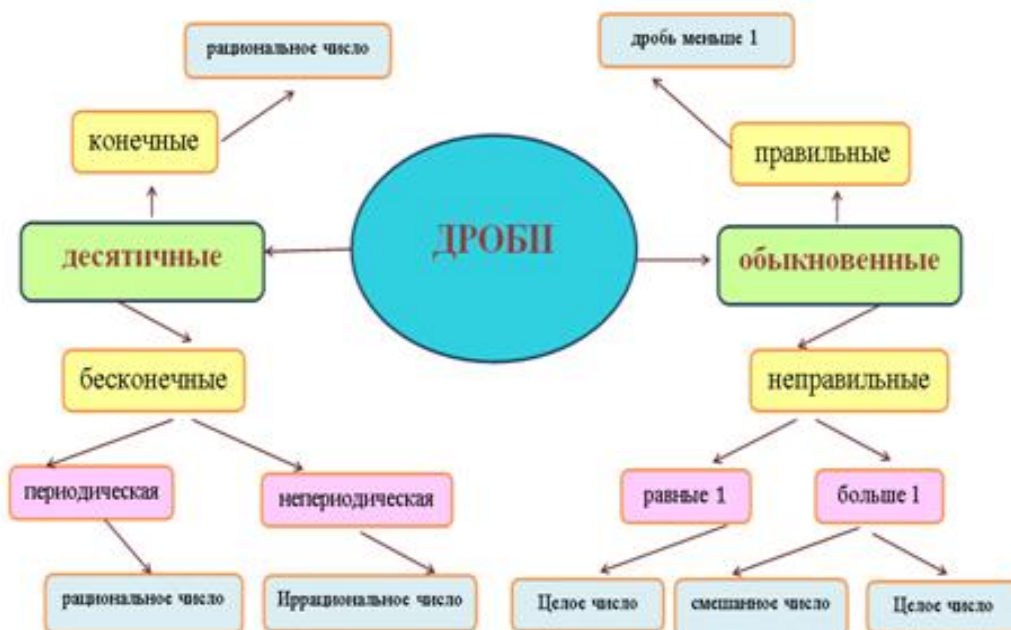 рациональное число
дробь меньше 1
конечные
правильные
ДРОБИ
десятичные
обыкновенные
бесконечные
неправильные
периодическая
непериодическая
равные 1
больше 1
рациональное число
Иррациональное число
Целое число
смешанное число
Целое число